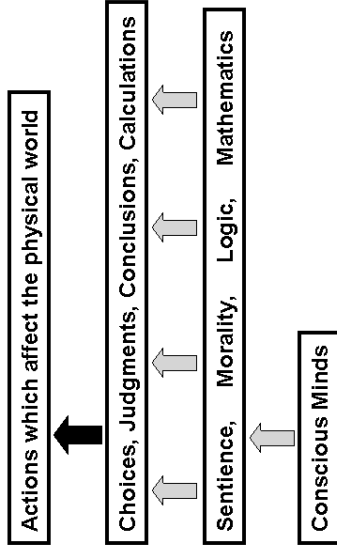 Actions which affect the physical world
Choices, Judgments, Conclusions, Calculations
Sentience, Morality, Logic, Mathematics
Conscious Minds